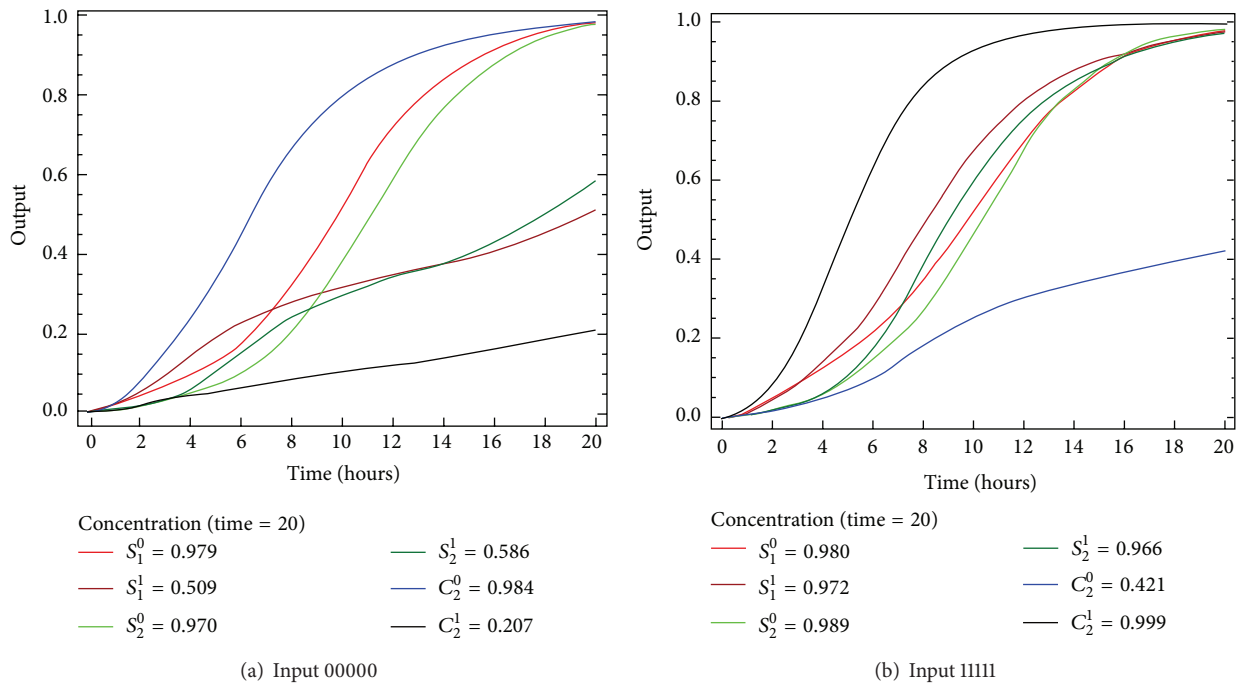 1.0
0.8
0.6
0.4
0.2
0.0
Output
0 2 4 6 8 10 12 14 16 18 20
Time (hours)
Concentration (time = 20)
S₁⁰ = 0.979
S₁¹ = 0.509
S₂⁰ = 0.970
S₂¹ = 0.586
C₂⁰ = 0.984
C₂¹ = 0.207
(a) Input 00000
1.0
0.8
0.6
0.4
0.2
0.0
Output
0 2 4 6 8 10 12 14 16 18 20
Time (hours)
Concentration (time = 20)
S₁⁰ = 0.980
S₁¹ = 0.972
S₂⁰ = 0.989
S₂¹ = 0.966
C₂⁰ = 0.421
C₂¹ = 0.999
(b) Input 11111